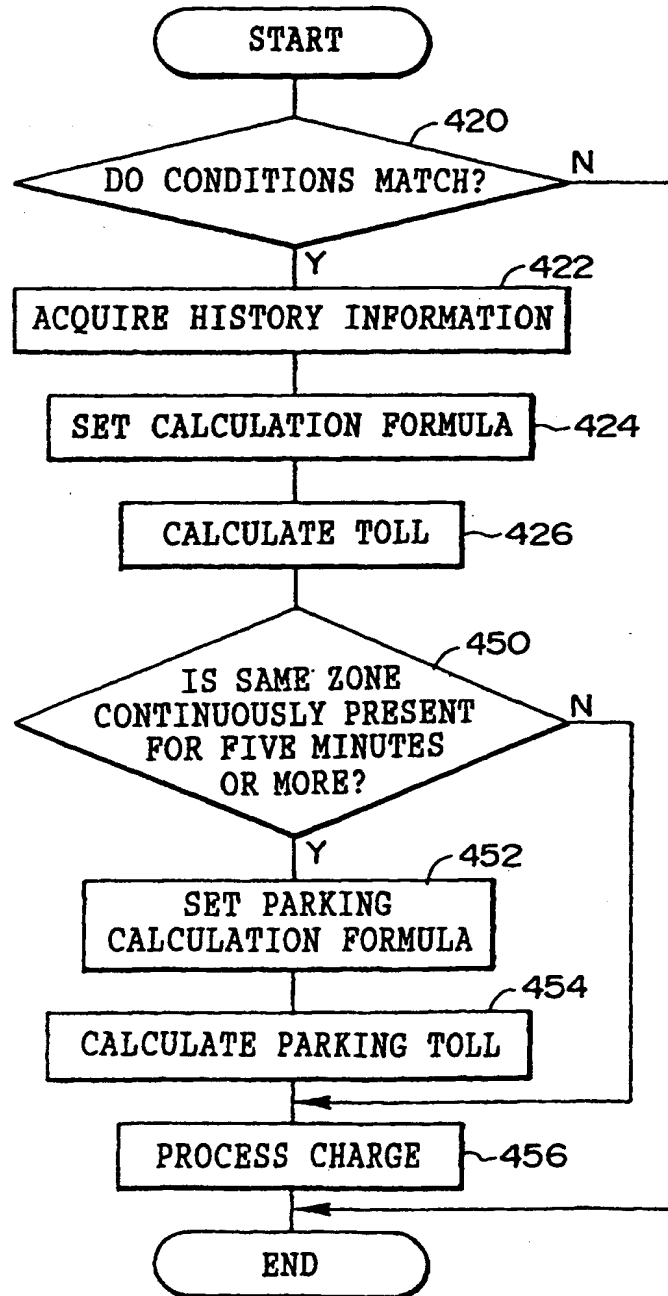 START
420
DO CONDITIONS MATCH?
N
Y
422
ACQUIRE HISTORY INFORMATION
SET CALCULATION FORMULA
424
CALCULATE TOLL
426
450
IS SAME ZONE
CONTINUOUSLY PRESENT
FOR FIVE MINUTES
OR MORE?
N
Y
452
SET PARKING
CALCULATION FORMULA
454
CALCULATE PARKING TOLL
PROCESS CHARGE
456
END